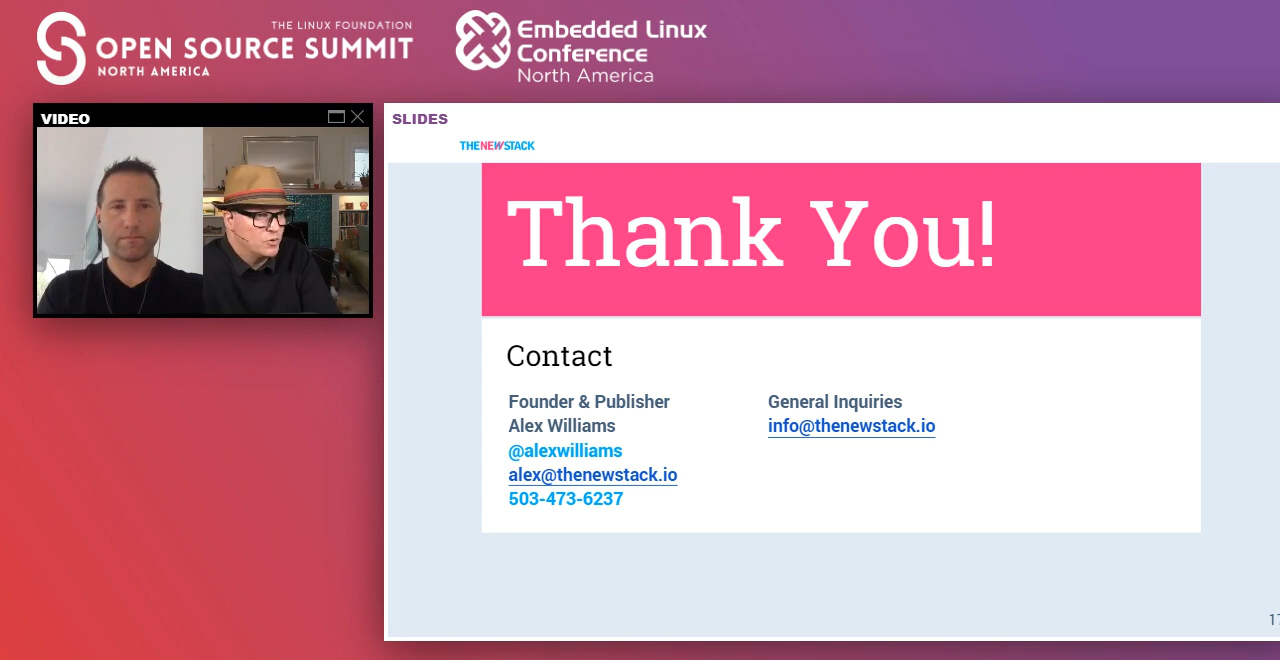 THE LINUX FOUNDATION
OPEN SOURCE SUMMIT
NORTH AMERICA
Embedded Linux
Conference
North America
VIDEO
SLIDES
THENEWSTACK
Thank You!
Contact
Founder & Publisher
Alex Williams
@alexwilliams
alex@thenewstack.io
503-473-6237
General Inquiries
info@thenewstack.io
17